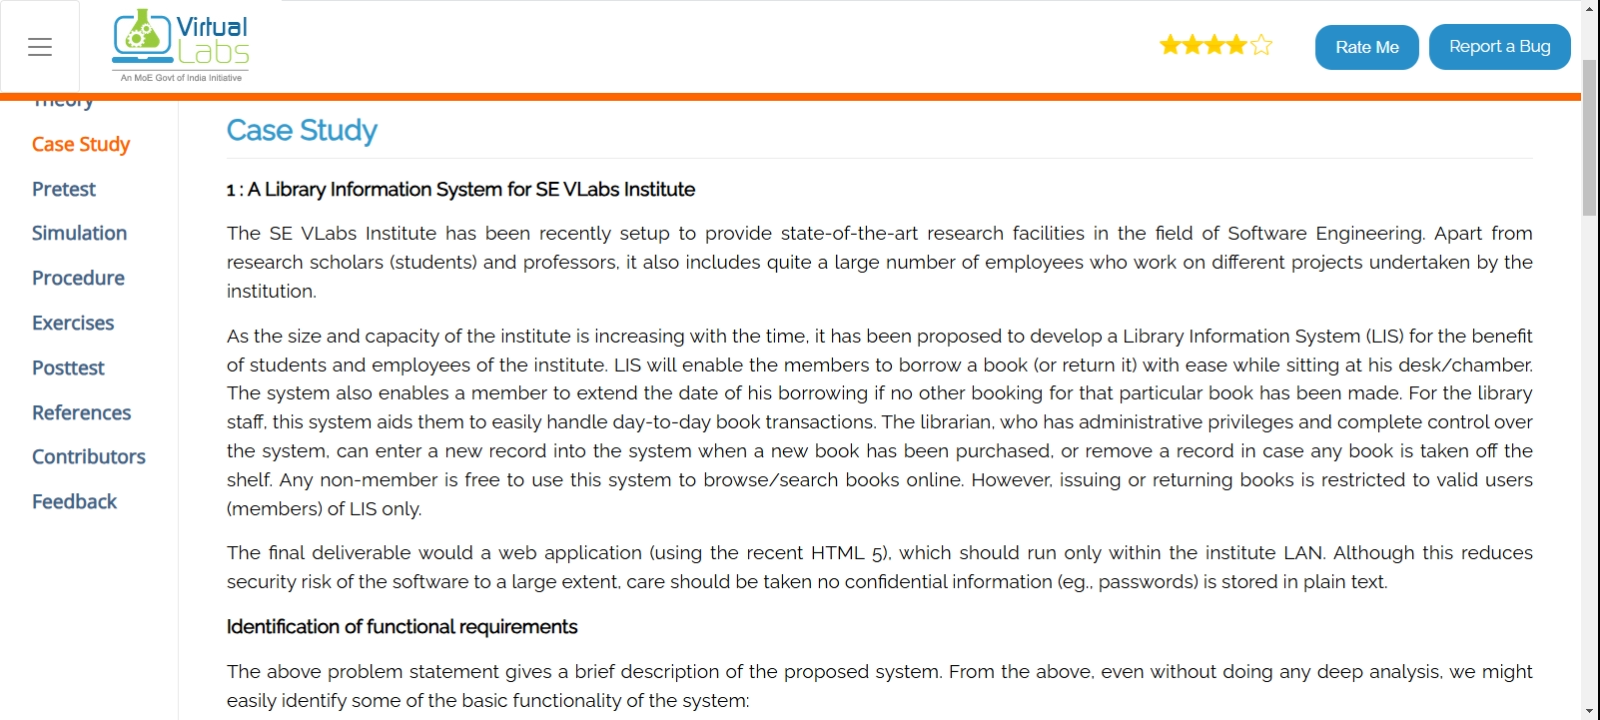 Virtual
Labs
An MoE Govt of India Initiative
Rate Me
Report a Bug
Theory
Case Study
Pretest
Simulation
Procedure
Exercises
Posttest
References
Contributors
Feedback
Case Study
1 : A Library Information System for SE VLabs Institute
The SE VLabs Institute has been recently setup to provide state-of-the-art research facilities in the field of Software Engineering. Apart from
research scholars (students) and professors, it also includes quite a large number of employees who work on different projects undertaken by the
institution.
As the size and capacity of the institute is increasing with the time, it has been proposed to develop a Library Information System (LIS) for the benefit
of students and employees of the institute. LIS will enable the members to borrow a book (or return it) with ease while sitting at his desk/chamber.
The system also enables a member to extend the date of his borrowing if no other booking for that particular book has been made. For the library
staff, this system aids them to easily handle day-to-day book transactions. The librarian, who has administrative privileges and complete control over
the system, can enter a new record into the system when a new book has been purchased, or remove a record in case any book is taken off the
shelf. Any non-member is free to use this system to browse/search books online. However, issuing or returning books is restricted to valid users
(members) of LIS only.
The final deliverable would a web application (using the recent HTML 5), which should run only within the institute LAN. Although this reduces
security risk of the software to a large extent, care should be taken no confidential information (eg., passwords) is stored in plain text.
Identification of functional requirements
The above problem statement gives a brief description of the proposed system. From the above, even without doing any deep analysis, we might
easily identify some of the basic functionality of the system: